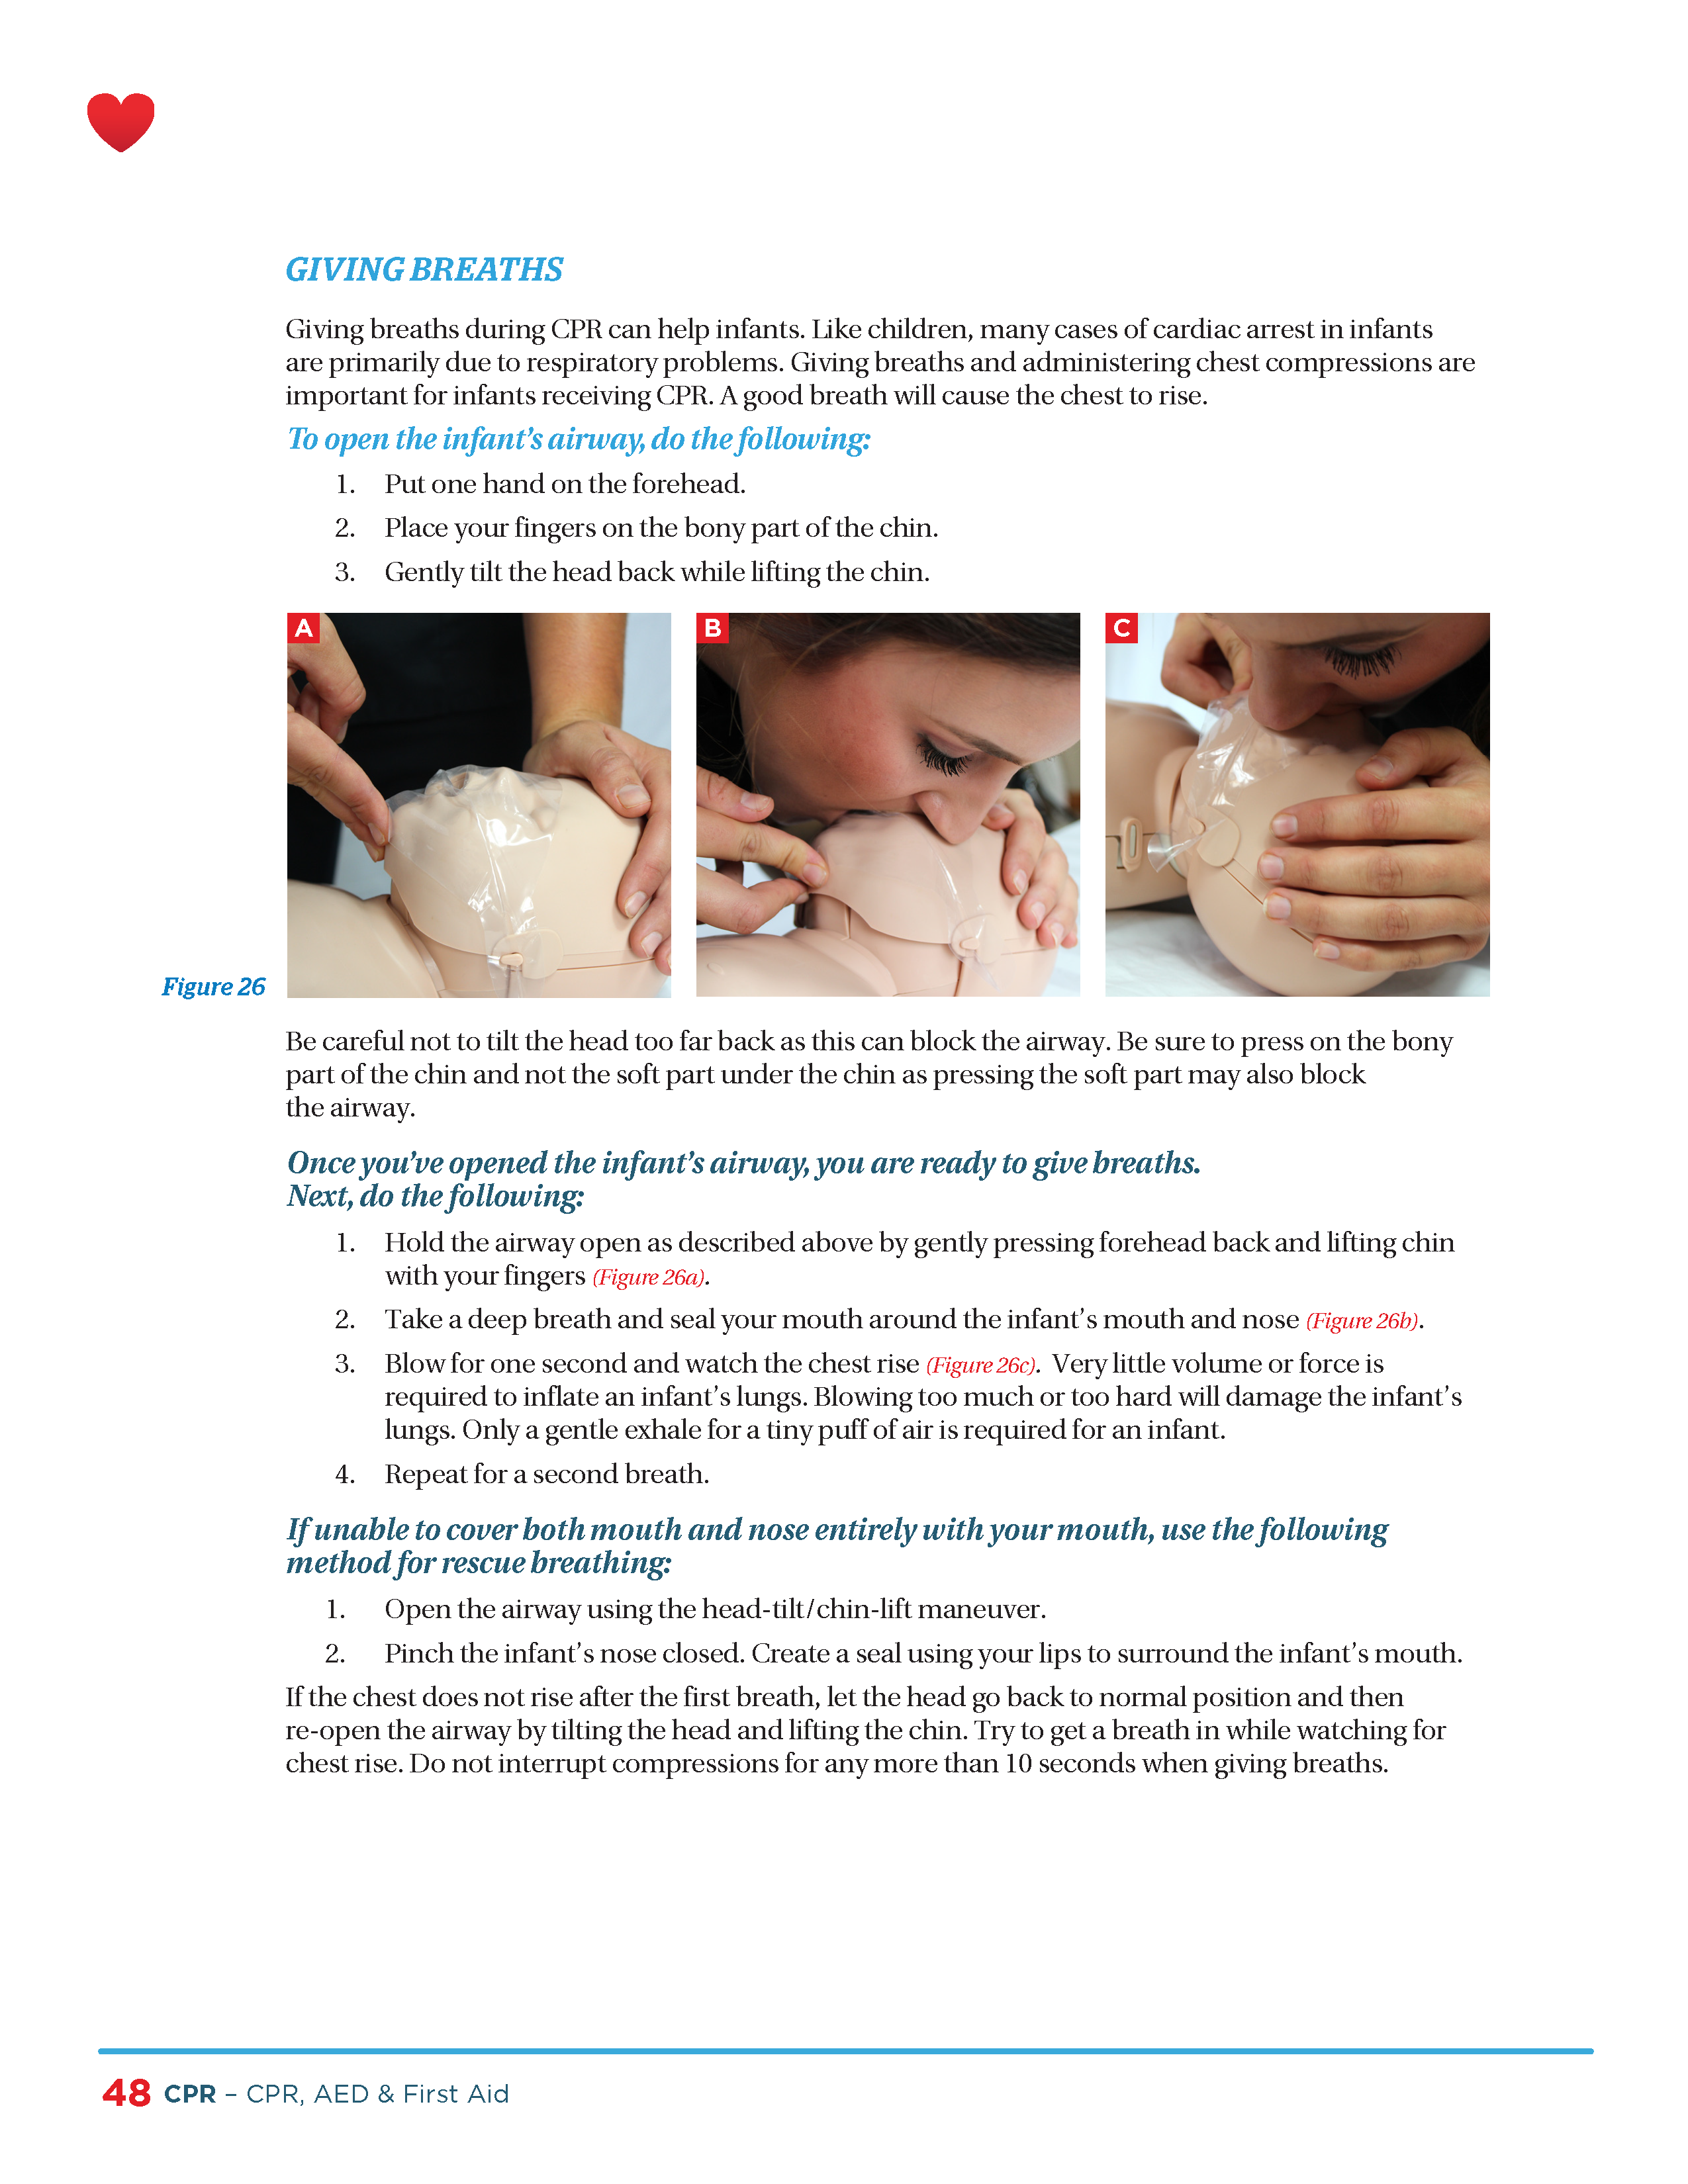 GIVING BREATHS
Giving breaths during CPR can help infants. Like children, many cases of cardiac arrest in infants
are primarily due to respiratory problems. Giving breaths and administering chest compressions are
important for infants receiving CPR. A good breath will cause the chest to rise.
To open the infant's airway, do the following:
1. Put one hand on the forehead.
2. Place your fingers on the bony part of the chin.
3. Gently tilt the head back while lifting the chin.
A
B
C
Figure 26
Be careful not to tilt the head too far back as this can block the airway. Be sure to press on the bony
part of the chin and not the soft part under the chin as pressing the soft part may also block
the airway.
Once you've opened the infant's airway, you are ready to give breaths.
Next, do the following:
1. Hold the airway open as described above by gently pressing forehead back and lifting chin
with your fingers (Figure 26a).
2. Take a deep breath and seal your mouth around the infant's mouth and nose (Figure 26b).
3. Blow for one second and watch the chest rise (Figure 26c). Very little volume or force is
required to inflate an infant's lungs. Blowing too much or too hard will damage the infant's
lungs. Only a gentle exhale for a tiny puff of air is required for an infant.
4. Repeat for a second breath.
If unable to cover both mouth and nose entirely with your mouth, use the following
method for rescue breathing:
1. Open the airway using the head-tilt/chin-lift maneuver.
2. Pinch the infant's nose closed. Create a seal using your lips to surround the infant's mouth.
If the chest does not rise after the first breath, let the head go back to normal position and then
re-open the airway by tilting the head and lifting the chin. Try to get a breath in while watching for
chest rise. Do not interrupt compressions for any more than 10 seconds when giving breaths.
48 CPR – CPR, AED & First Aid